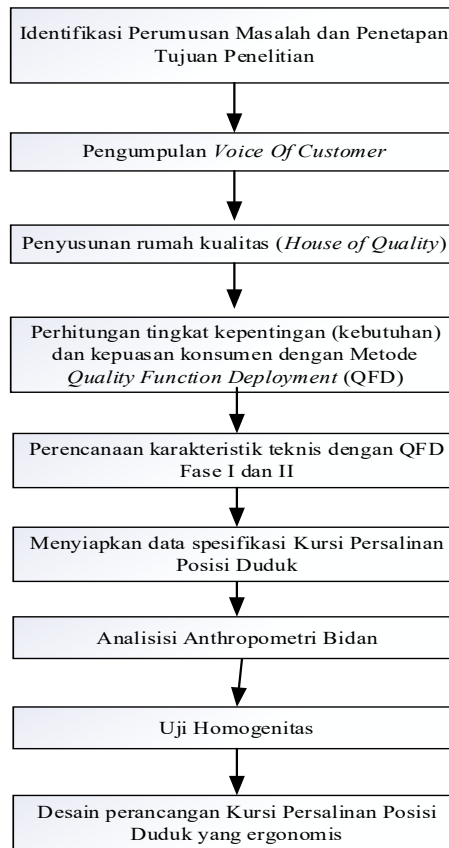 Identifikasi Perumusan Masalah dan Penetapan
Tujuan Penelitian
Pengumpulan Voice Of Customer
Penyusunan rumah kualitas (House of Quality)
Perhitungan tingkat kepentingan (kebutuhan)
dan kepuasan konsumen dengan Metode
Quality Function Deployment (QFD)
Perencanaan karakteristik teknis dengan QFD
Fase I dan II
Menyiapkan data spesifikasi Kursi Persalinan
Posisi Duduk
Analisisi Anthropometri Bidan
Uji Homogenitas
Desain perancangan Kursi Persalinan Posisi
Duduk yang ergonomis